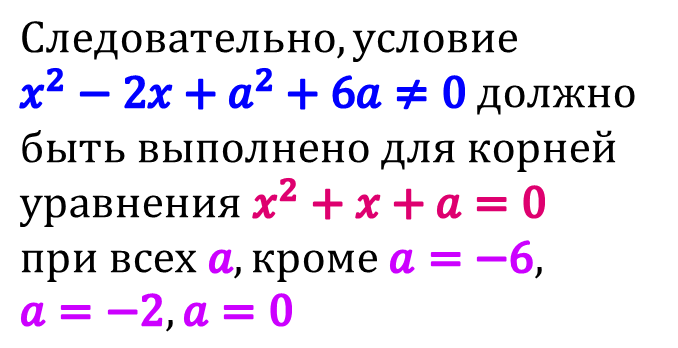 Следовательно, условие
x² − 2x + a² + 6a ≠ 0 должно
быть выполнено для корней
уравнения x² + x + a = 0
при всех a, кроме a = −6,
a = −2, a = 0